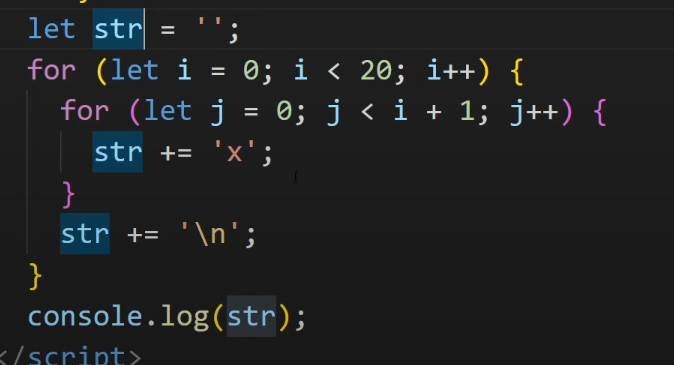 let str = '';
for (let i = 0; i < 20; i++) {
for (let j = 0; j < i + 1; j++) {
str += 'x';
}
str += '\n';
}
console.log(str);
</script>